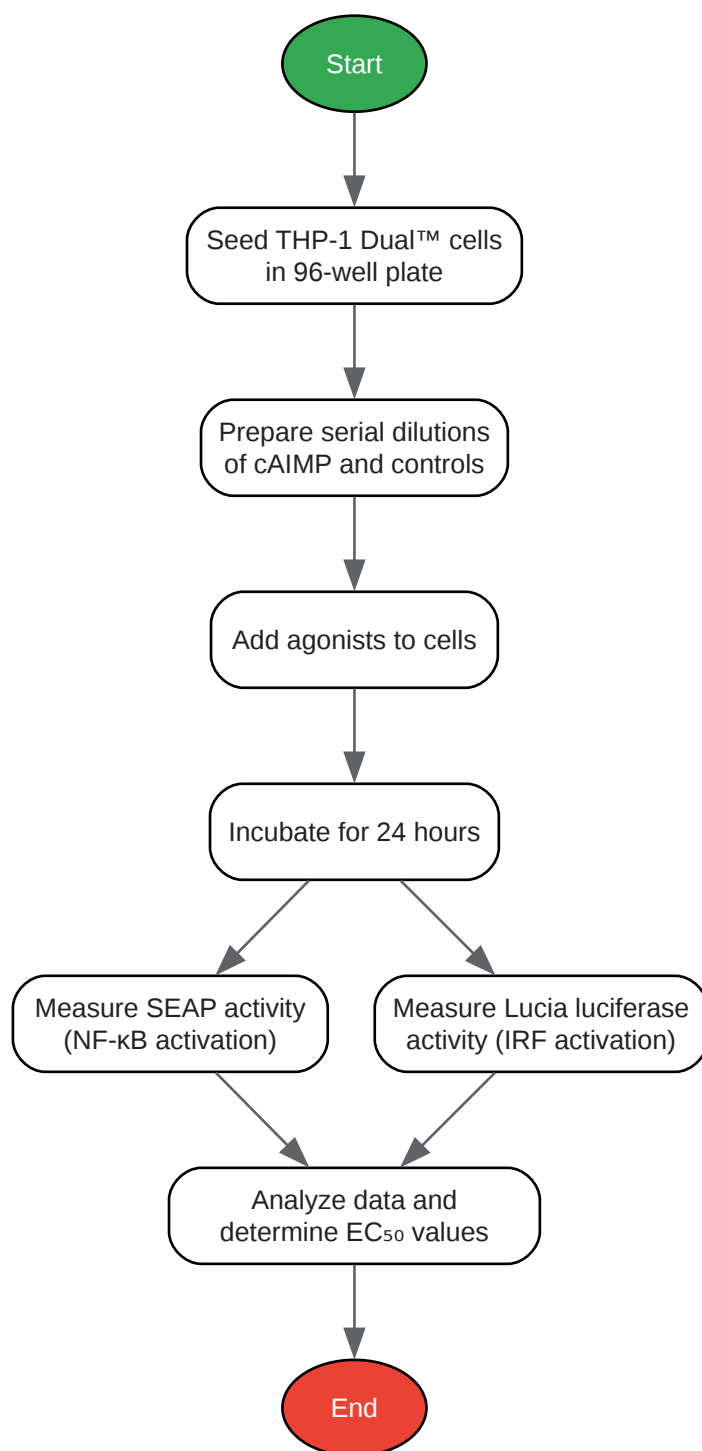 Start
Seed THP-1 Dual™ cells
in 96-well plate
Prepare serial dilutions
of cAIMP and controls
Add agonists to cells
Incubate for 24 hours
Measure SEAP activity
(NF-κB activation)
Measure Lucia luciferase
activity (IRF activation)
Analyze data and
determine EC₅₀ values
End